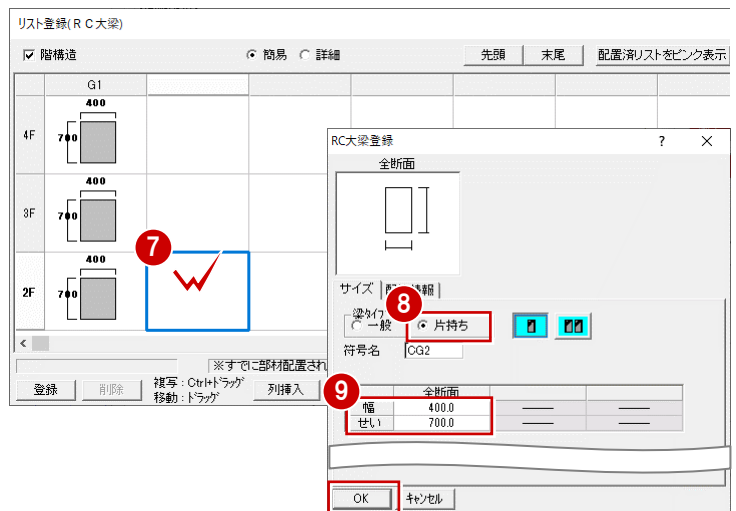 リスト登録(RC大梁)
階構造
簡易
詳細
先頭
末尾
配置済リストをピンク表示
G1
4F
400
700
3F
400
700
2F
400
700
7
※すでに部材配置され
登録
削除
複写:Ctrl+ドラッグ
移動:ドラッグ
列挿入
RC大梁登録
?
×
全断面
サイズ
情報
8
梁タイプ
一般
片持ち
符号名
CG2
9
全断面
幅
400.0
せい
700.0
OK
キャンセル